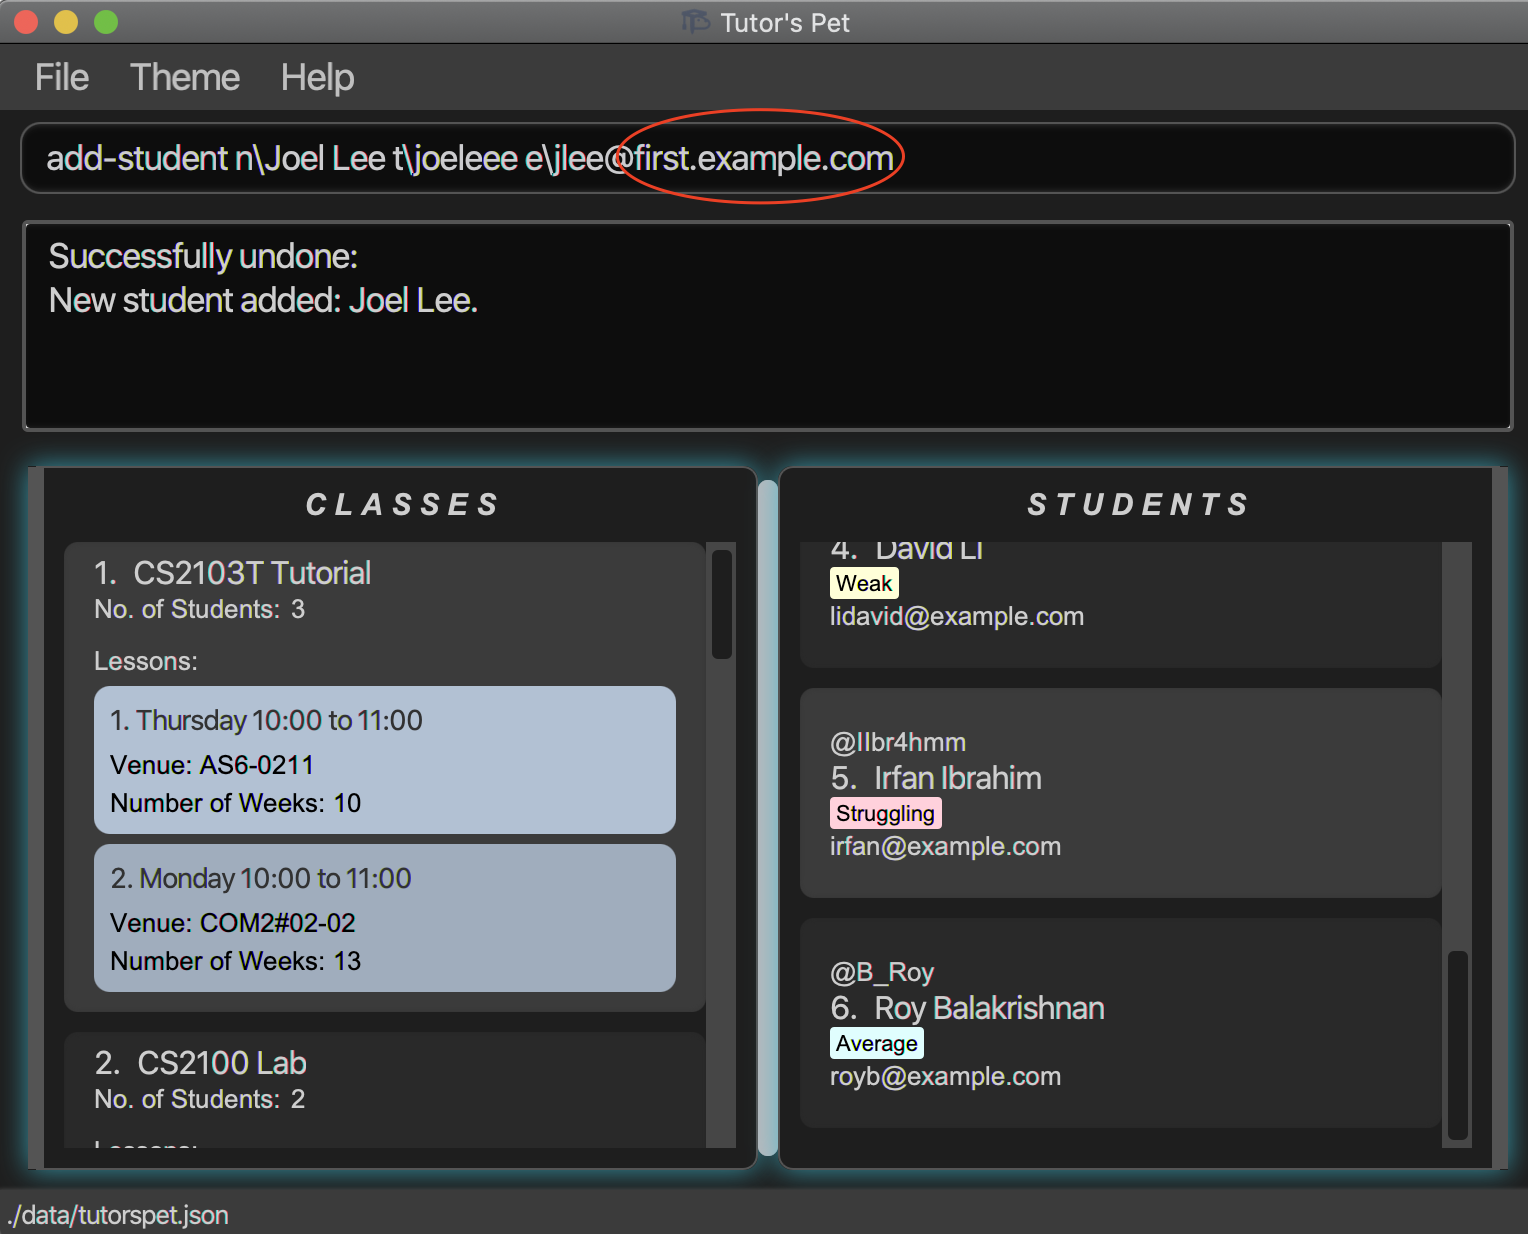 Tutor's Pet
File Theme Help
add-student n\Joel Lee t\joeleee e\jlee@first.example.com
Successfully undone:
New student added: Joel Lee.
CLASSES
1. CS2103T Tutorial
No. of Students: 3
Lessons:
1. Thursday 10:00 to 11:00
Venue: AS6-0211
Number of Weeks: 10
2. Monday 10:00 to 11:00
Venue: COM2#02-02
Number of Weeks: 13
2. CS2100 Lab
No. of Students: 2
Lessons:
STUDENTS
4. David Li
Weak
lidavid@example.com
@IIbr4hmm
5. Irfan Ibrahim
Struggling
irfan@example.com
@B_Roy
6. Roy Balakrishnan
Average
royb@example.com
./data/tutorspet.json